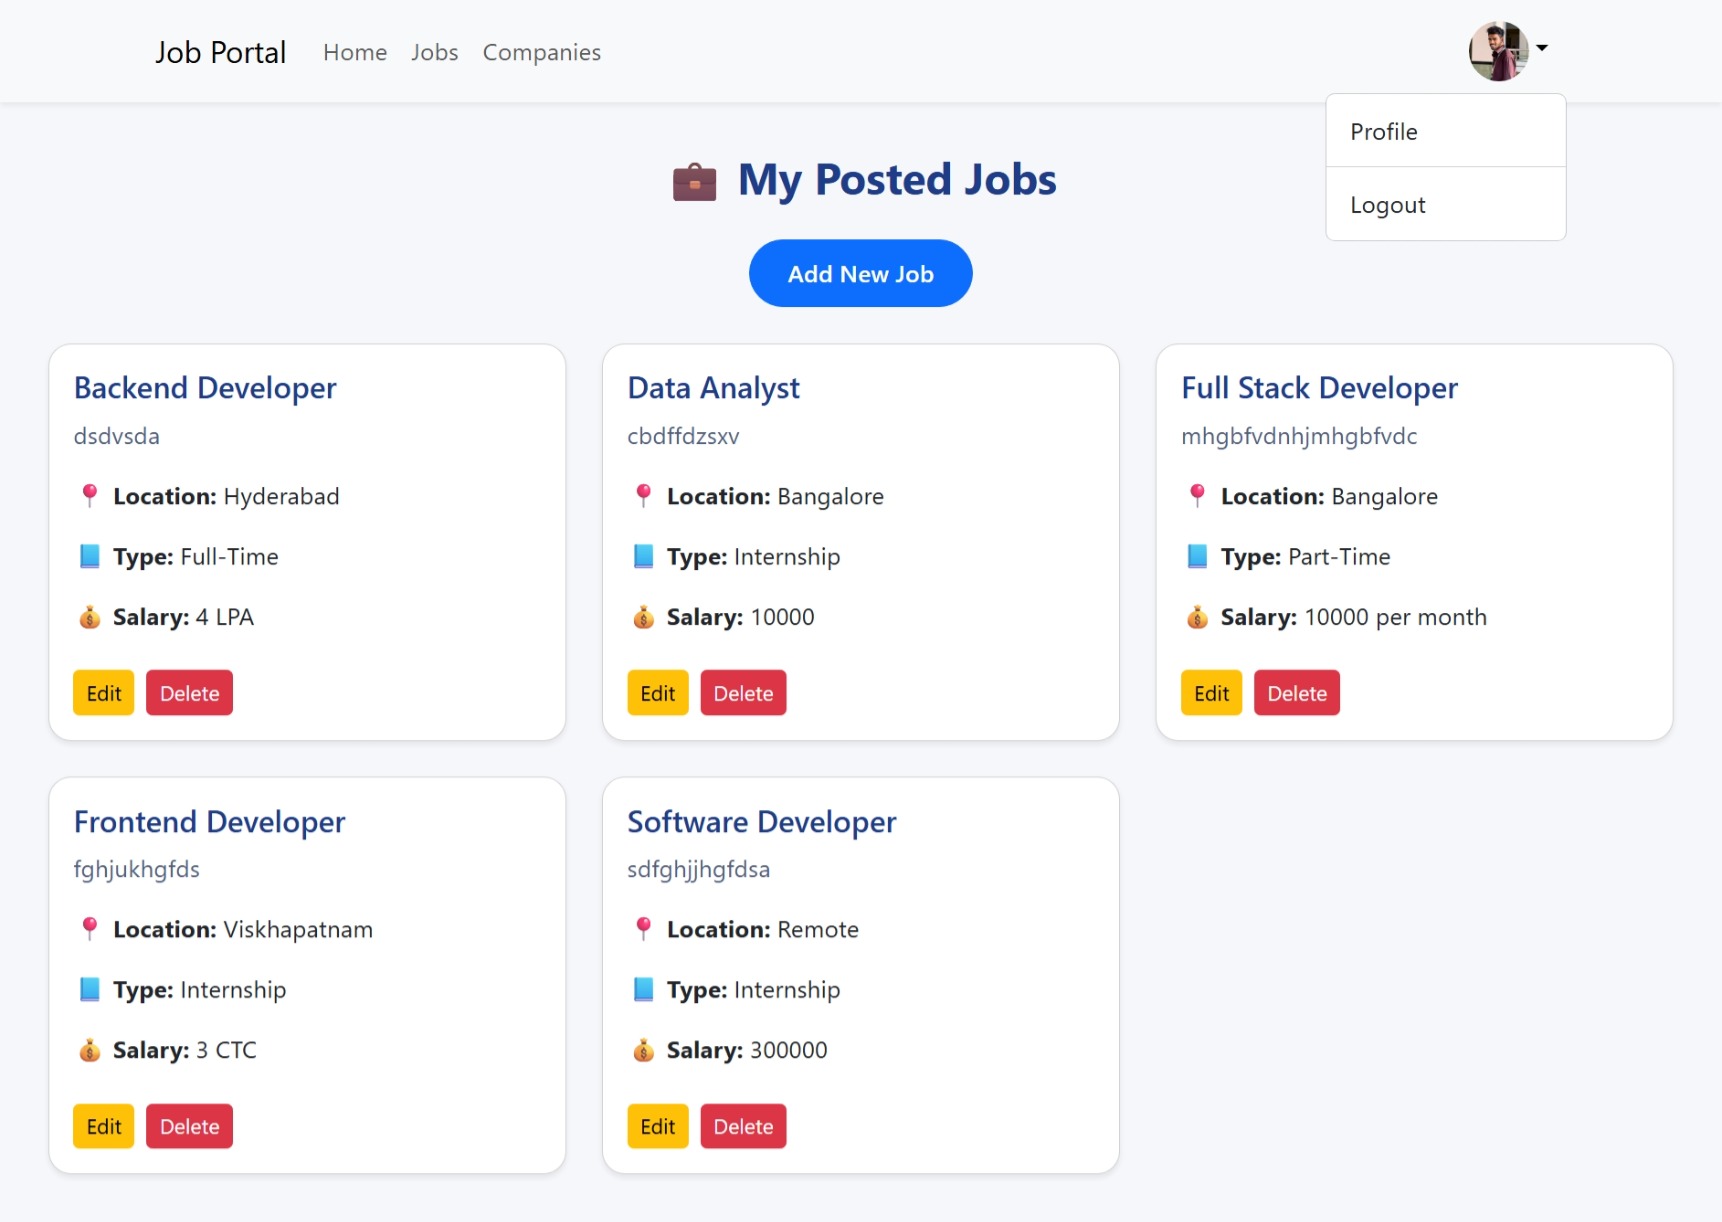 Job Portal Home Jobs Companies
Profile
Logout
My Posted Jobs
Add New Job
Backend Developer
dsdvsda
Location: Hyderabad
Type: Full-Time
Salary: 4 LPA
Edit Delete
Data Analyst
cbdffdzsxv
Location: Bangalore
Type: Internship
Salary: 10000
Edit Delete
Full Stack Developer
mhgbfvdnhjmhgbfvdc
Location: Bangalore
Type: Part-Time
Salary: 10000 per month
Edit Delete
Frontend Developer
fghjukhgfds
Location: Viskhapatnam
Type: Internship
Salary: 3 CTC
Edit Delete
Software Developer
sdfghjjhgfdsa
Location: Remote
Type: Internship
Salary: 300000
Edit Delete